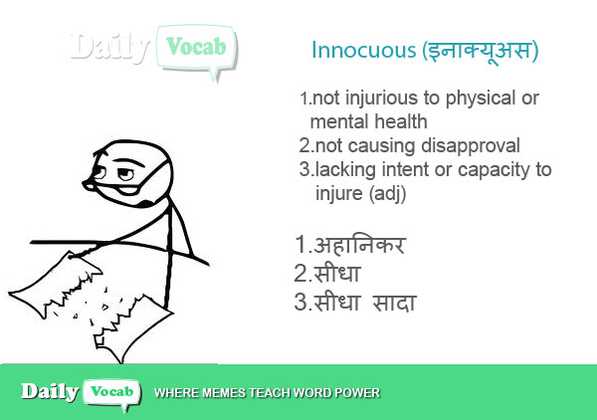 Daily Vocab
Innocuous (इनाक्यूअस)
1.not injurious to physical or
mental health
2.not causing disapproval
3.lacking intent or capacity to
injure (adj)
1.अहानिकर
2.सीधा
3.सीधा सादा
Daily Vocab WHERE MEMES TEACH WORD POWER